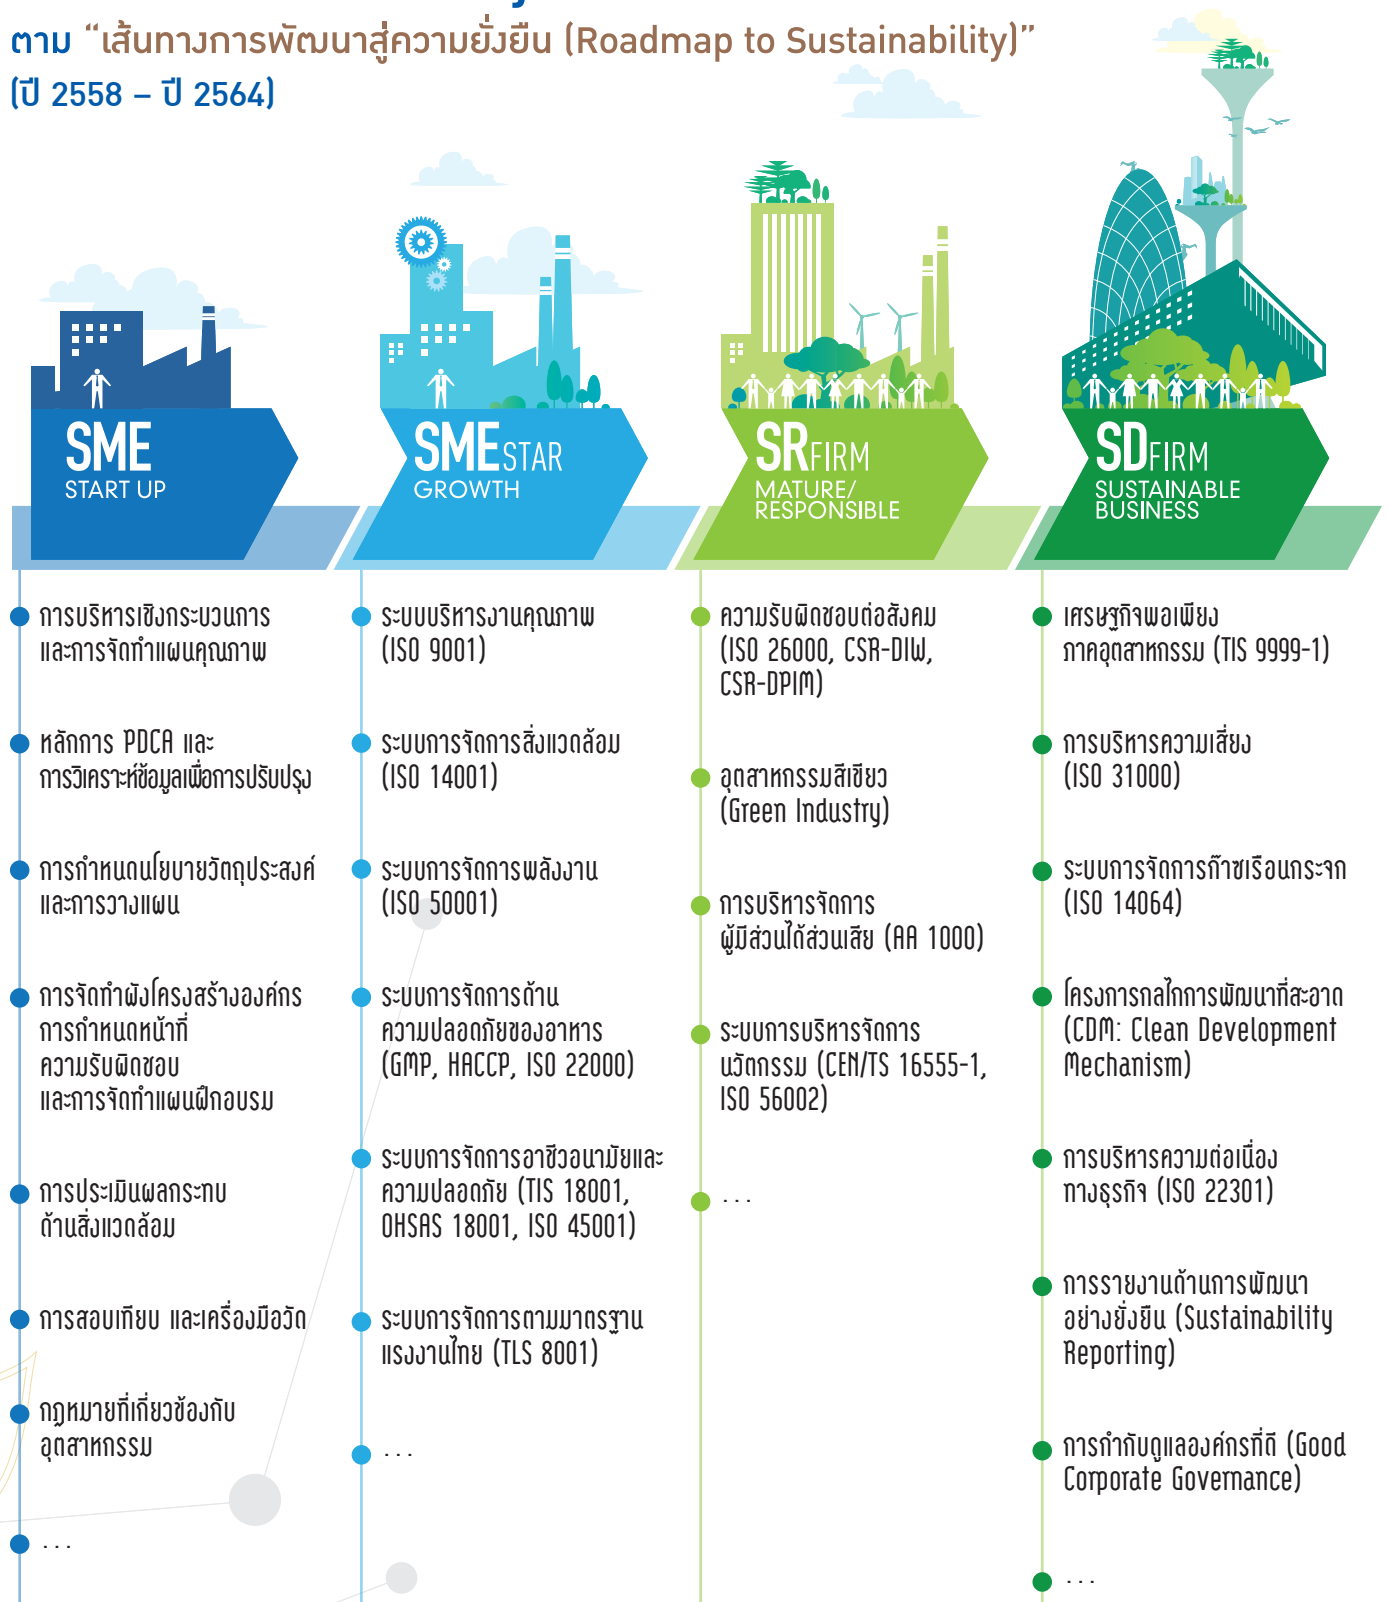 ตาม “เส้นทางการพัฒนาสู่ความยั่งยืน (Roadmap to Sustainability)”
(ปี 2558 – ปี 2564)
SME
START UP
การบริหารเชิงกระบวนการ
และการจัดทำแผนคุณภาพ
หลักการ PDCA และ
การวิเคราะห์ข้อมูลเพื่อการปรับปรุง
การกำหนดนโยบายวัตถุประสงค์
และการวางแผน
การจัดทำผังโครงสร้างองค์กร
การกำหนดหน้าที่
ความรับผิดชอบ
และการจัดทำแผนฝึกอบรม
การประเมินผลกระทบ
ด้านสิ่งแวดล้อม
การสอบเทียบ และเครื่องมือวัด
กฎหมายที่เกี่ยวข้องกับ
อุตสาหกรรม
...
SME STAR
GROWTH
ระบบบริหารงานคุณภาพ
(ISO 9001)
ระบบการจัดการสิ่งแวดล้อม
(ISO 14001)
ระบบการจัดการพลังงาน
(ISO 50001)
ระบบการจัดการด้าน
ความปลอดภัยของอาหาร
(GMP, HACCP, ISO 22000)
ระบบการจัดการอาชีวอนามัยและ
ความปลอดภัย (TIS 18001,
OHSAS 18001, ISO 45001)
ระบบการจัดการตามมาตรฐาน
แรงงานไทย (TLS 8001)
...
SR FIRM
MATURE/
RESPONSIBLE
ความรับผิดชอบต่อสังคม
(ISO 26000, CSR-DIW,
CSR-DPIM)
อุตสาหกรรมสีเขียว
(Green Industry)
การบริหารจัดการ
ผู้มีส่วนได้ส่วนเสีย (AA 1000)
ระบบการบริหารจัดการ
นวัตกรรม (CEN/TS 16555-1,
ISO 56002)
...
SD FIRM
SUSTAINABLE
BUSINESS
เศรษฐกิจพอเพียง
ภาคอุตสาหกรรม (TIS 9999-1)
การบริหารความเสี่ยง
(ISO 31000)
ระบบการจัดการก๊าซเรือนกระจก
(ISO 14064)
โครงการกลไกการพัฒนาที่สะอาด
(CDM: Clean Development
Mechanism)
การบริหารความต่อเนื่อง
ทางธุรกิจ (ISO 22301)
การรายงานด้านการพัฒนา
อย่างยั่งยืน (Sustainability
Reporting)
การกำกับดูแลองค์กรที่ดี (Good
Corporate Governance)
...